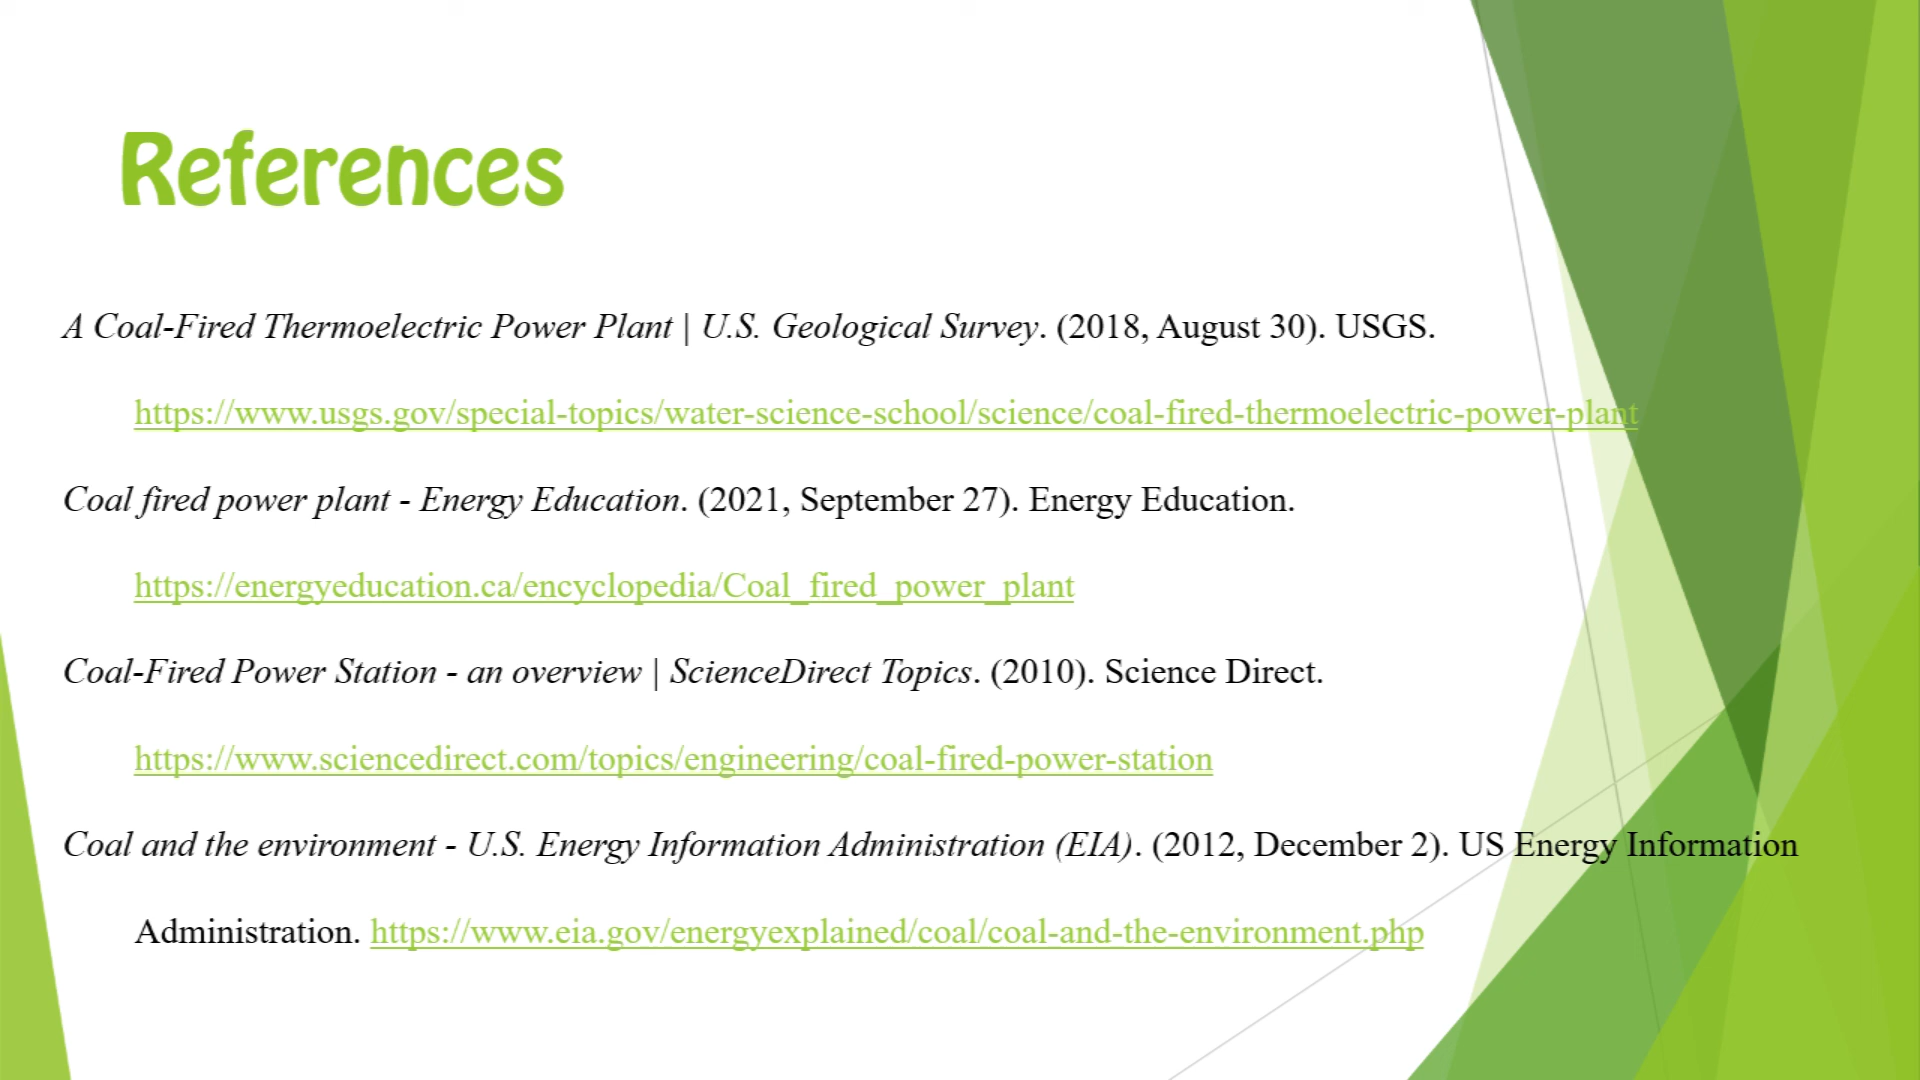 References
A Coal-Fired Thermoelectric Power Plant | U.S. Geological Survey. (2018, August 30). USGS.
https://www.usgs.gov/special-topics/water-science-school/science/coal-fired-thermoelectric-power-plant
Coal fired power plant - Energy Education. (2021, September 27). Energy Education.
https://energyeducation.ca/encyclopedia/Coal_fired_power_plant
Coal-Fired Power Station - an overview | ScienceDirect Topics. (2010). Science Direct.
https://www.sciencedirect.com/topics/engineering/coal-fired-power-station
Coal and the environment - U.S. Energy Information Administration (EIA). (2012, December 2). US Energy Information
Administration. https://www.eia.gov/energyexplained/coal/coal-and-the-environment.php